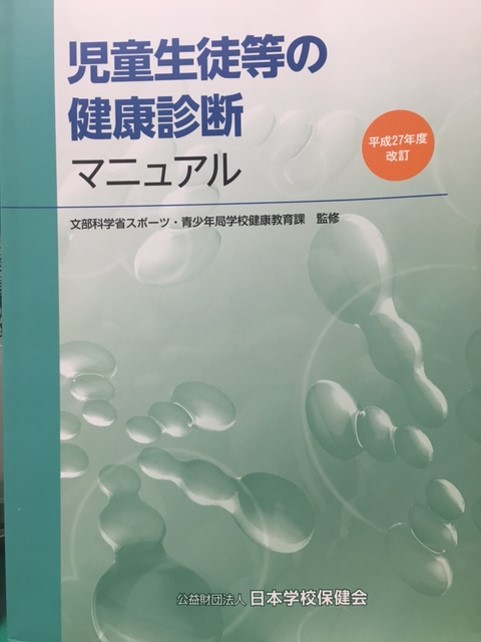 児童生徒等の
健康診断
マニュアル
平成27年度
改訂
文部科学省スポーツ・青少年局学校健康教育課 監修
公益財団法人 日本学校保健会